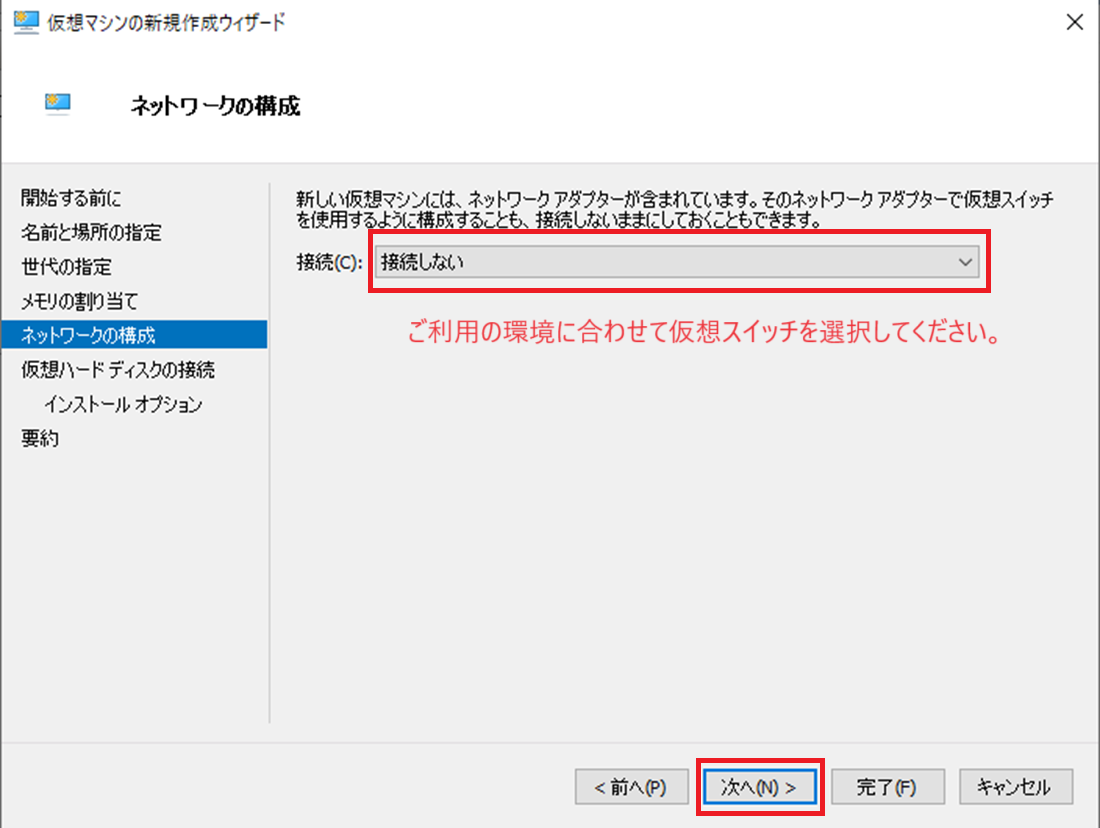 仮想マシンの新規作成ウィザード
ネットワークの構成
開始する前に
名前と場所の指定
世代の指定
メモリの割り当て
ネットワークの構成
仮想ハード ディスクの接続
インストール オプション
要約
新しい仮想マシンには、ネットワーク アダプターが含まれています。そのネットワーク アダプターで仮想スイッチ
を使用するように構成することも、接続しないままにしておくこともできます。
接続(C): 接続しない
ご利用の環境に合わせて仮想スイッチを選択してください。
< 前へ(P) 次へ(N) > 完了(F) キャンセル